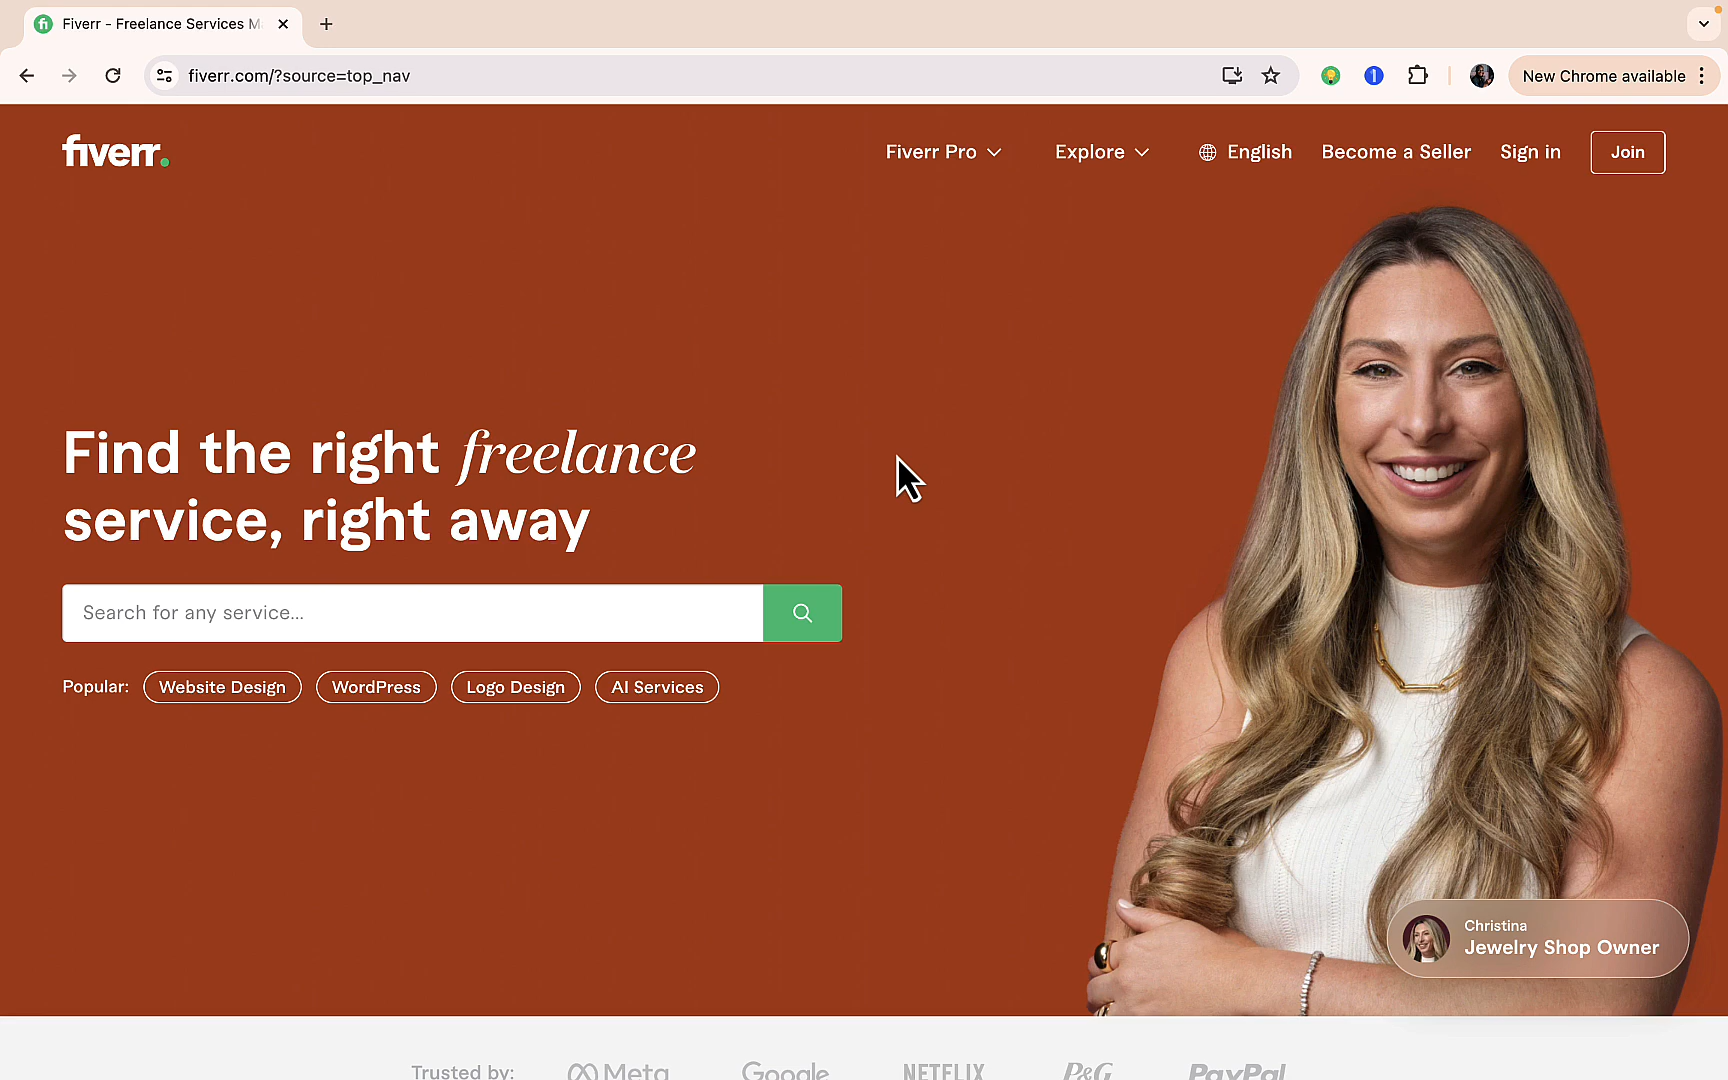 Fiverr - Freelance Services M
fiverr.com/?source=top_nav
New Chrome available
fiverr.
Fiverr Pro
Explore
English
Become a Seller
Sign in
Join
Find the right freelance
service, right away
Search for any service...
Popular:
Website Design
WordPress
Logo Design
AI Services
Christina
Jewelry Shop Owner
Trusted by:
Meta
Google
NETFLIX
P&G
PayPal